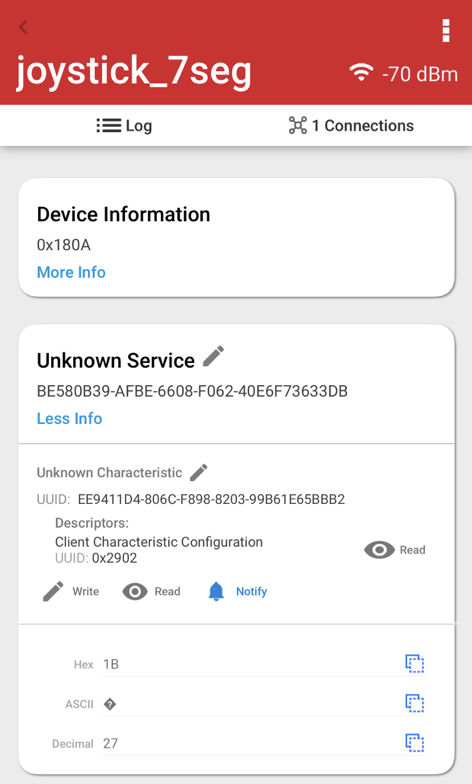 joystick_7seg
-70 dBm
Log
1 Connections
Device Information
0x180A
More Info
Unknown Service
BE580B39-AFBE-6608-F062-40E6F73633DB
Less Info
Unknown Characteristic
UUID: EE9411D4-806C-F898-8203-99B61E65BBB2
Descriptors:
Client Characteristic Configuration
UUID: 0x2902
Read
Write Read Notify
Hex 1B
ASCII �
Decimal 27